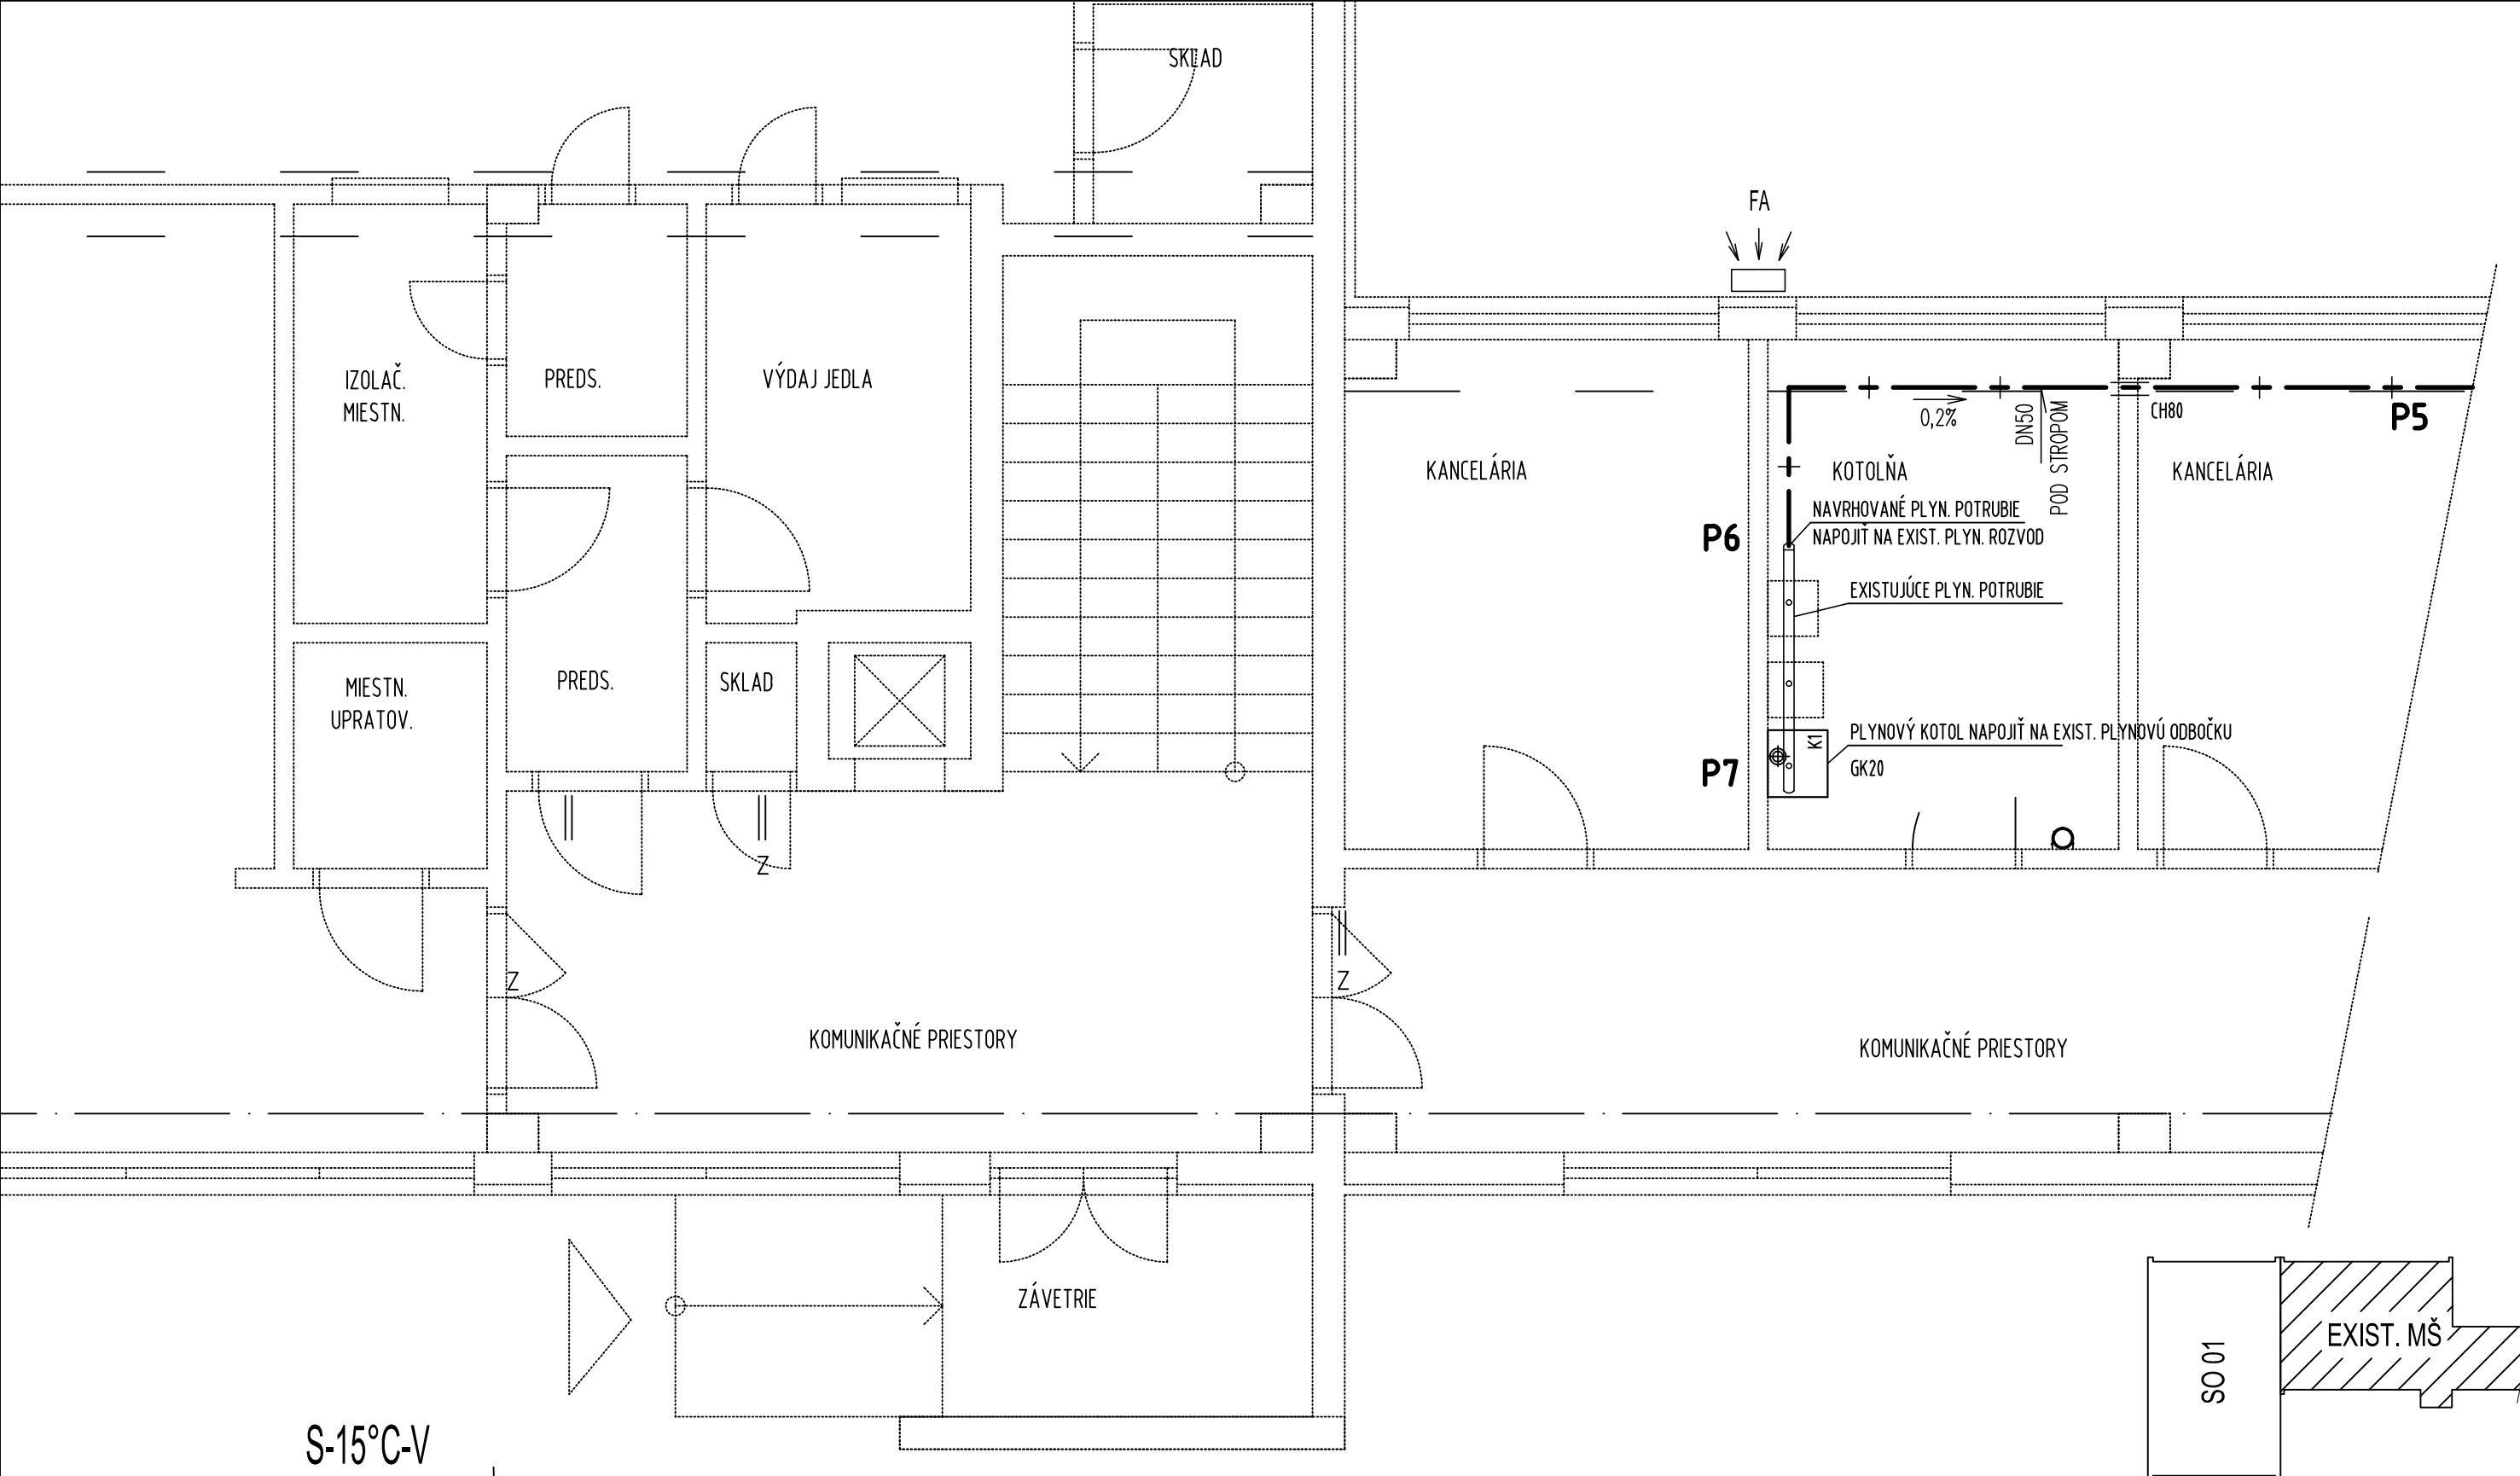 SKLAD
FA
IZOLAČ.
MIESTN.
PREDS.
VÝDAJ JEDLA
0,2%
DN50
POD STROPOM
CH80
P5
KANCELÁRIA
KOTOLŇA
KANCELÁRIA
NAVRHOVANÉ PLYN. POTRUBIE
NAPOJIŤ NA EXIST. PLYN. ROZVOD
P6
EXISTUJÚCE PLYN. POTRUBIE
MIESTN.
UPRATOV.
PREDS.
SKLAD
PLYNOVÝ KOTOL NAPOJIŤ NA EXIST. PLYNOVÚ ODBOČKU
K1
GK20
P7
Z
Z
Z
KOMUNIKAČNÉ PRIESTORY
KOMUNIKAČNÉ PRIESTORY
ZÁVETRIE
EXIST. MŠ
SO 01
S-15°C-V